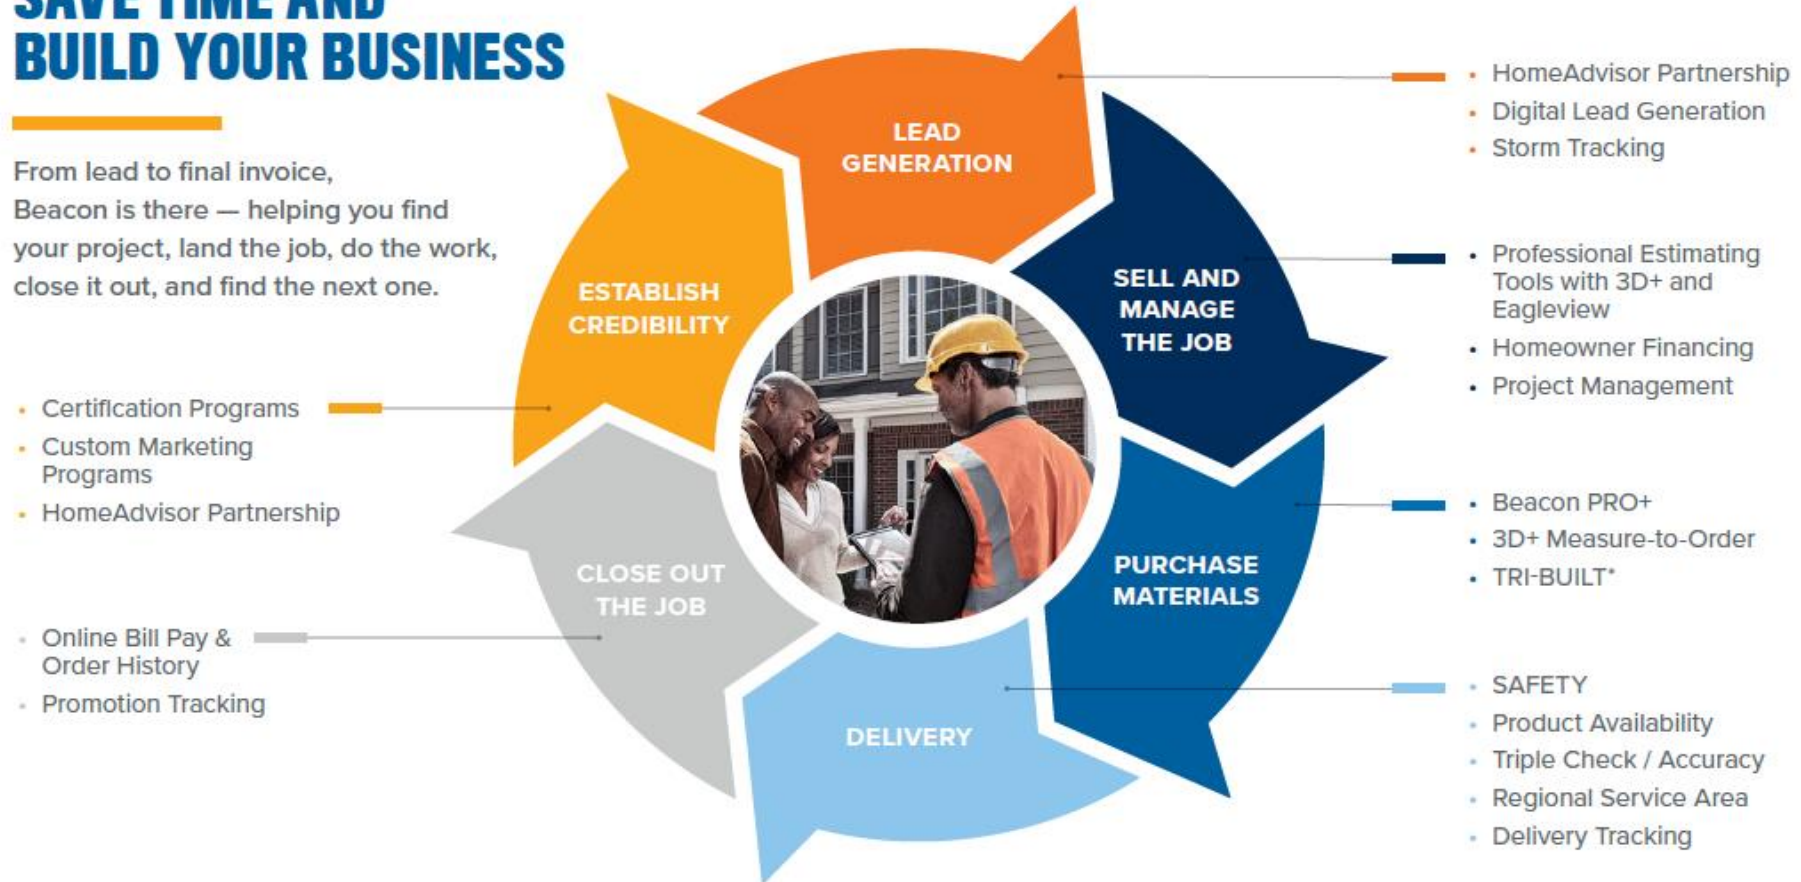 SAVE TIME AND
BUILD YOUR BUSINESS
From lead to final invoice,
Beacon is there — helping you find
your project, land the job, do the work,
close it out, and find the next one.
LEAD
GENERATION
• HomeAdvisor Partnership
• Digital Lead Generation
• Storm Tracking
SELL AND
MANAGE
THE JOB
• Professional Estimating
Tools with 3D+ and
Eagleview
• Homeowner Financing
• Project Management
PURCHASE
MATERIALS
• Beacon PRO+
• 3D+ Measure-to-Order
• TRI-BUILT*
DELIVERY
• SAFETY
• Product Availability
• Triple Check / Accuracy
• Regional Service Area
• Delivery Tracking
CLOSE OUT
THE JOB
• Online Bill Pay &
Order History
• Promotion Tracking
ESTABLISH
CREDIBILITY
• Certification Programs
• Custom Marketing
Programs
• HomeAdvisor Partnership